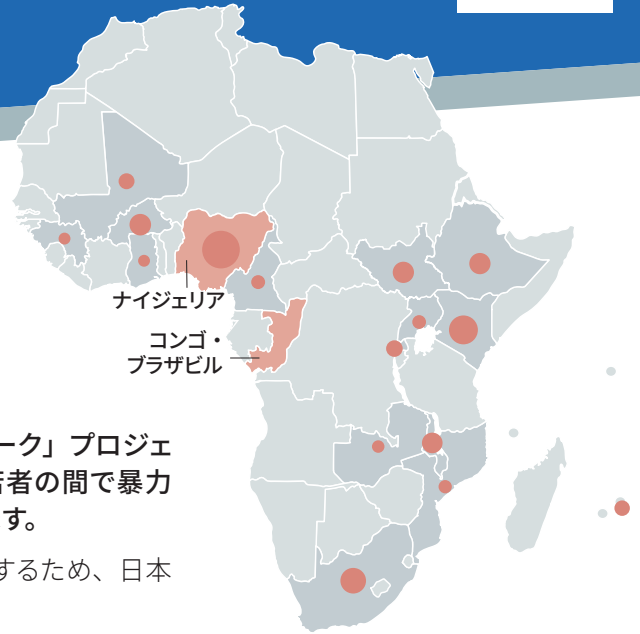 ナイジェリア
コンゴ・
ブラザビル
ーク」プロジェ
者の間で暴力
す。
するため、日本